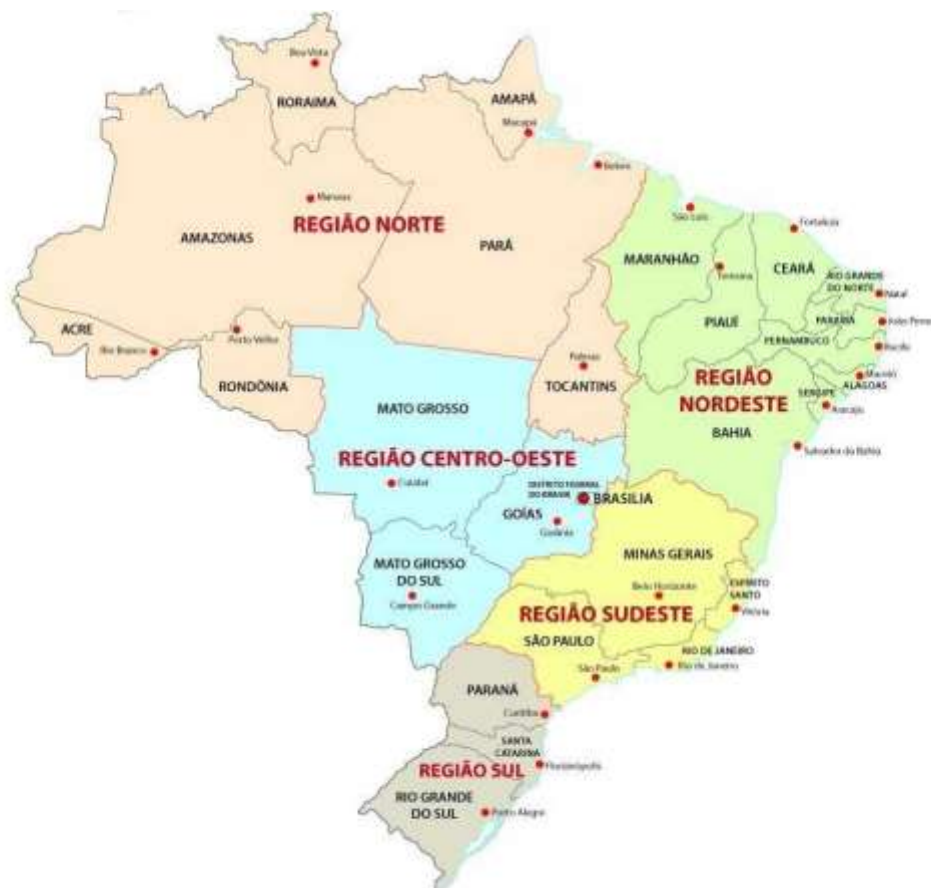 Boa Vista
RORAIMA
AMAPÁ
Macapá
Belém
Manaus
REGIÃO NORTE
AMAZONAS
PARÁ
São Luís
Fortaleza
MARANHÃO
CEARÁ
Teresina
RIO GRANDE
DO NORTE
Natal
ACRE
Rio Branco
Porto Velho
RONDÔNIA
PIAUÍ
PARAÍBA
PERNAMBUCO
Recife
Palmas
TOCANTINS
REGIÃO
NORDESTE
Maceió
ALAGOAS
SERGIPE
Aracaju
MATO GROSSO
BAHIA
Salvador da Bahia
REGIÃO CENTRO-OESTE
Cuiabá
DISTRITO FEDERAL
DO BRASIL
BRASILIA
GOÍAS
Goiânia
MINAS GERAIS
MATO GROSSO
DO SUL
Campo Grande
Belo Horizonte
ESPIRITO
SANTO
Vitória
REGIÃO SUDESTE
SÃO PAULO
RIO DE JANEIRO
Rio de Janeiro
São Paulo
PARANÁ
Curitiba
SANTA
CATARINA
REGIÃO SUL
Florianópolis
RIO GRANDE
DO SUL
Porto Alegre